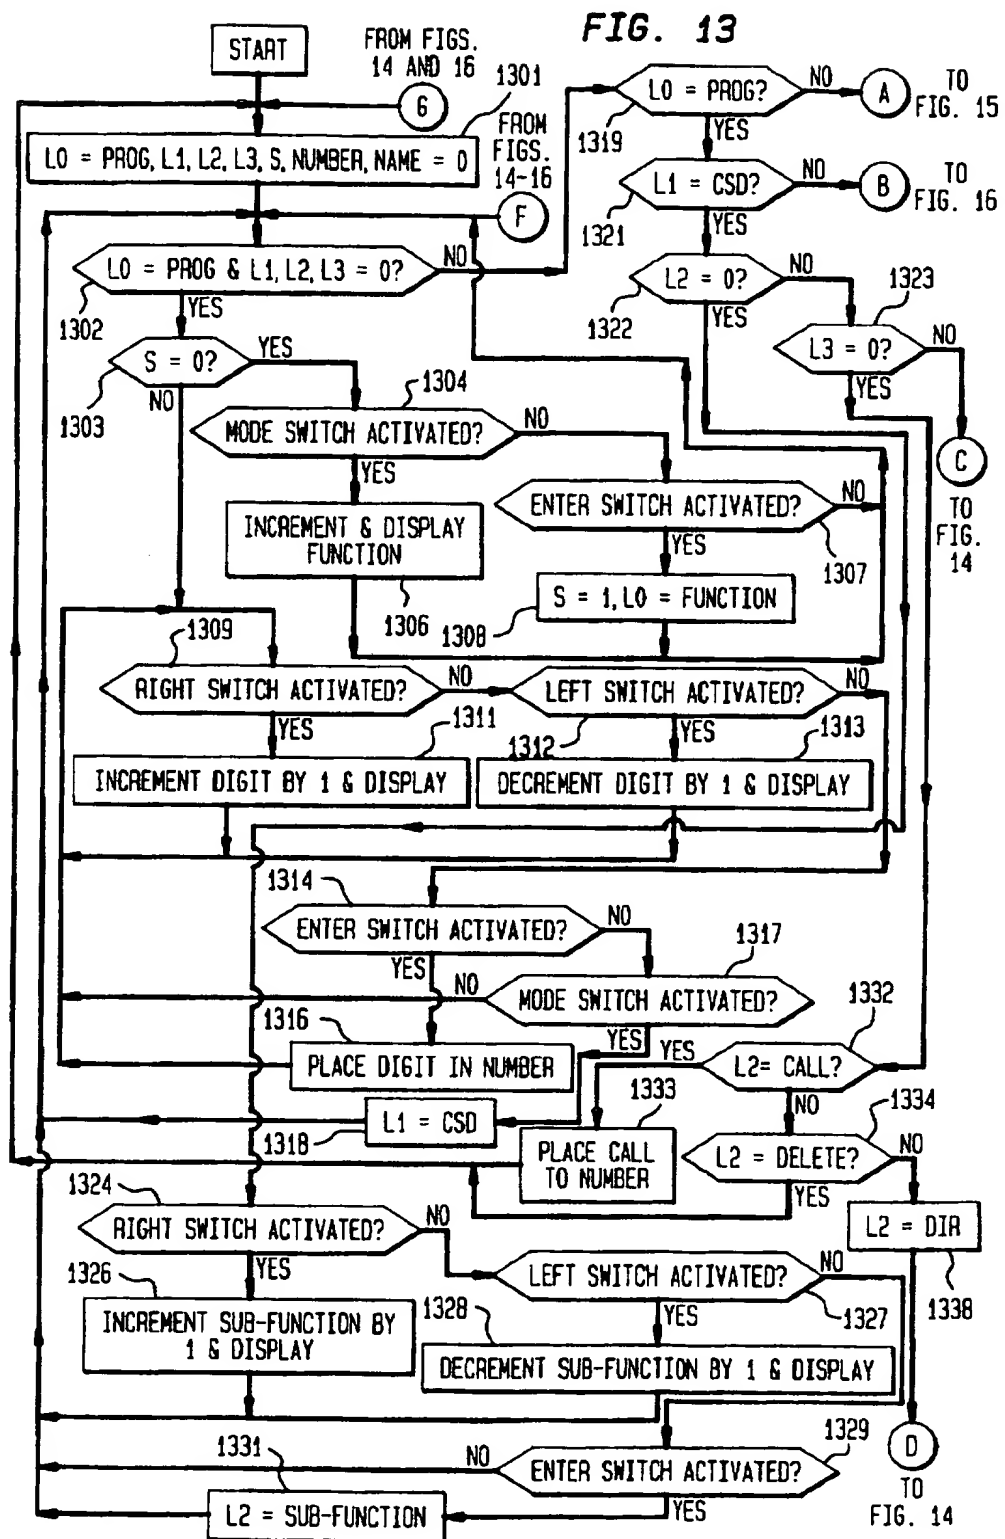 FIG. 13
START
FROM FIGS.
14 AND 16
G
1301
L0 = PROG, L1, L2, L3, S, NUMBER, NAME = 0
FROM
FIGS.
14-16
F
L0 = PROG & L1, L2, L3 = 0?
NO
1302
YES
S = 0?
YES
1303
NO
1304
MODE SWITCH ACTIVATED?
NO
YES
INCREMENT & DISPLAY
FUNCTION
1306
ENTER SWITCH ACTIVATED?
NO
YES
1307
S = 1, L0 = FUNCTION
1308
L0 = PROG?
NO
A
TO
FIG. 15
1319
YES
L1 = CSD?
NO
B
TO
FIG. 16
1321
YES
L2 = 0?
NO
1322
YES
1323
L3 = 0?
NO
YES
C
TO
FIG.
14
1309
RIGHT SWITCH ACTIVATED?
NO
YES
1311
INCREMENT DIGIT BY 1 & DISPLAY
LEFT SWITCH ACTIVATED?
NO
1312
YES
1313
DECREMENT DIGIT BY 1 & DISPLAY
1314
ENTER SWITCH ACTIVATED?
NO
YES
1317
MODE SWITCH ACTIVATED?
NO
YES
1316
PLACE DIGIT IN NUMBER
L1 = CSD
1318
1332
L2= CALL?
YES
NO
1333
PLACE CALL
TO NUMBER
1334
L2 = DELETE?
NO
YES
L2 = DIR
1338
D
TO
FIG. 14
1324
RIGHT SWITCH ACTIVATED?
NO
YES
1326
INCREMENT SUB-FUNCTION BY
1 & DISPLAY
LEFT SWITCH ACTIVATED?
NO
1327
YES
1328
DECREMENT SUB-FUNCTION BY 1 & DISPLAY
1329
ENTER SWITCH ACTIVATED?
NO
YES
1331
L2 = SUB-FUNCTION